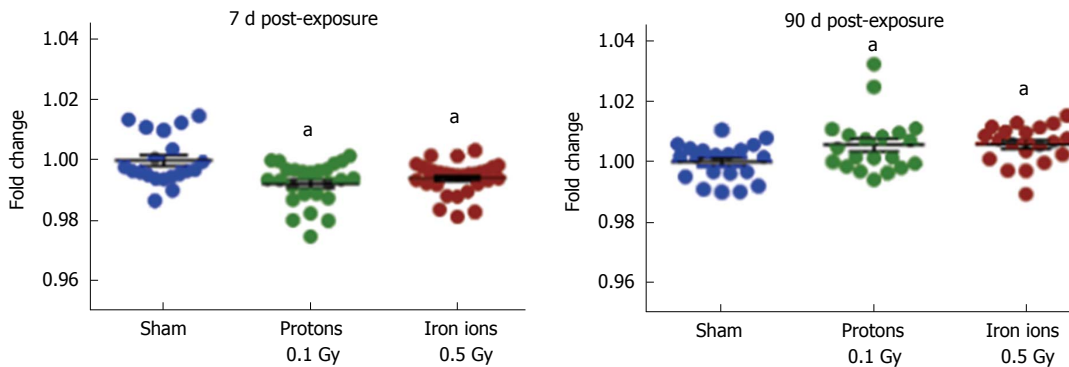 7 d post-exposure
1.04
1.02
1.00
0.98
0.96
Fold change
a
a
Sham
Protons
0.1 Gy
Iron ions
0.5 Gy
90 d post-exposure
1.04
1.02
1.00
0.98
0.96
Fold change
a
a
Sham
Protons
0.1 Gy
Iron ions
0.5 Gy